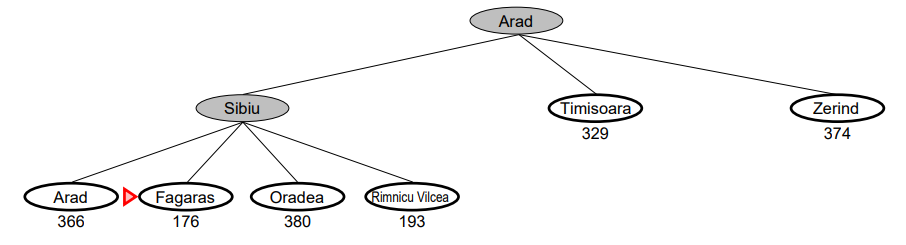 Arad
Sibiu
Timisoara
Zerind
329
374
Arad
Fagaras
Oradea
Rimnicu Vilcea
366
176
380
193